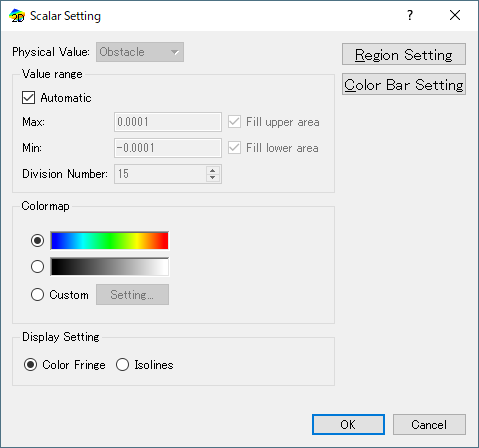 2D Scalar Setting ?
Physical Value: Obstacle
Region Setting
Color Bar Setting
Value range
Automatic
Max: 0.0001 Fill upper area
Min: -0.0001 Fill lower area
Division Number: 15
Colormap
Custom Setting...
Display Setting
Color Fringe Isolines
OK Cancel